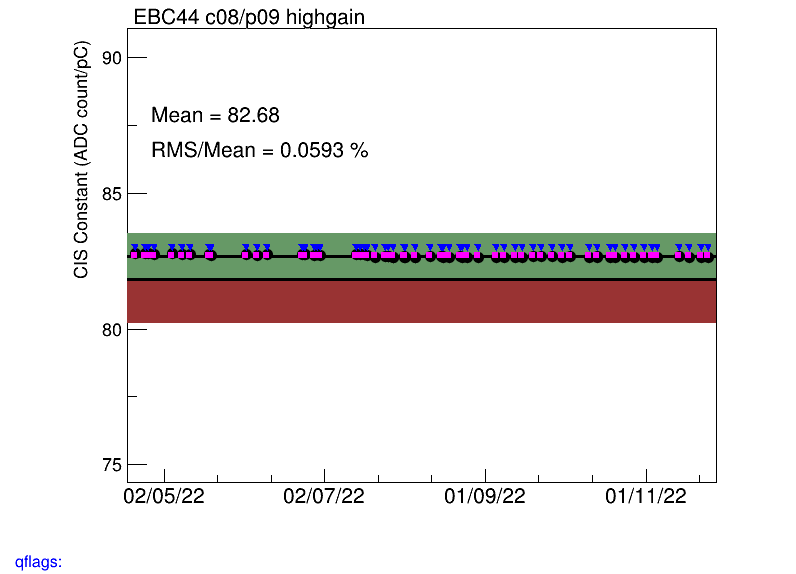 EBC44 c08/p09 highgain
CIS Constant (ADC count/pC)
90
Mean = 82.68
RMS/Mean = 0.0593 %
85
80
75
02/05/22 02/07/22 01/09/22 01/11/22
qflags: